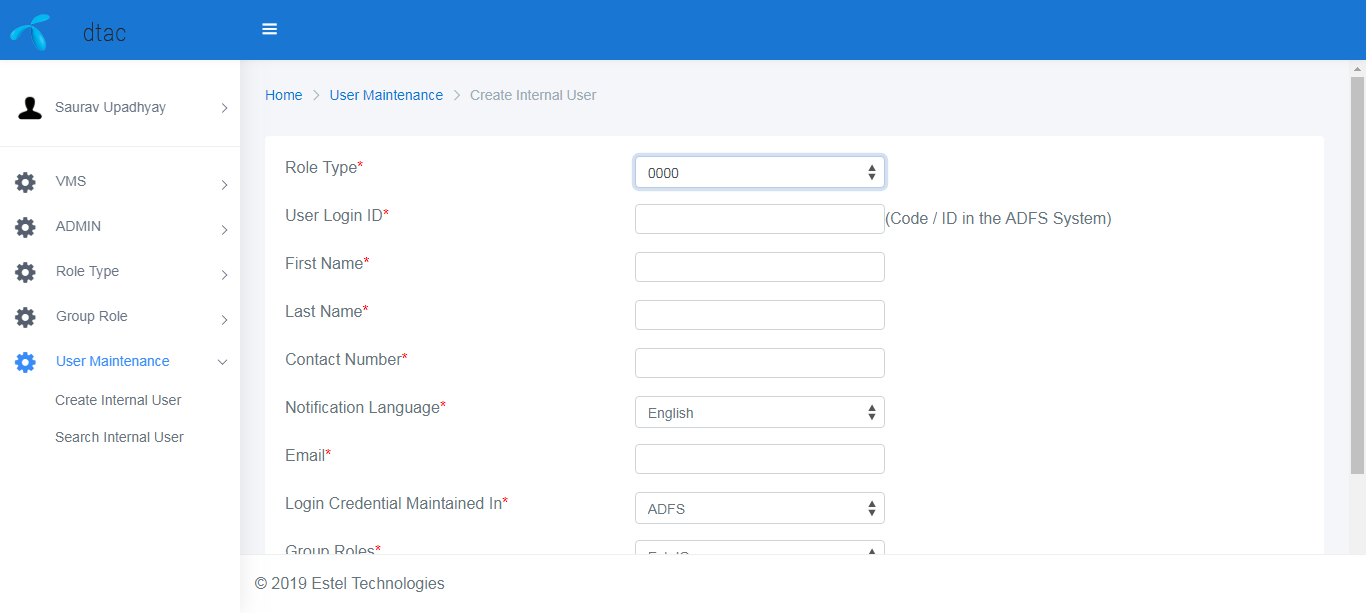 dtac
Saurav Upadhyay
VMS
ADMIN
Role Type
Group Role
User Maintenance
Create Internal User
Search Internal User
Home > User Maintenance > Create Internal User
Role Type* 0000
User Login ID* (Code / ID in the ADFS System)
First Name*
Last Name*
Contact Number*
Notification Language* English
Email*
Login Credential Maintained In* ADFS
Group Roles*
© 2019 Estel Technologies